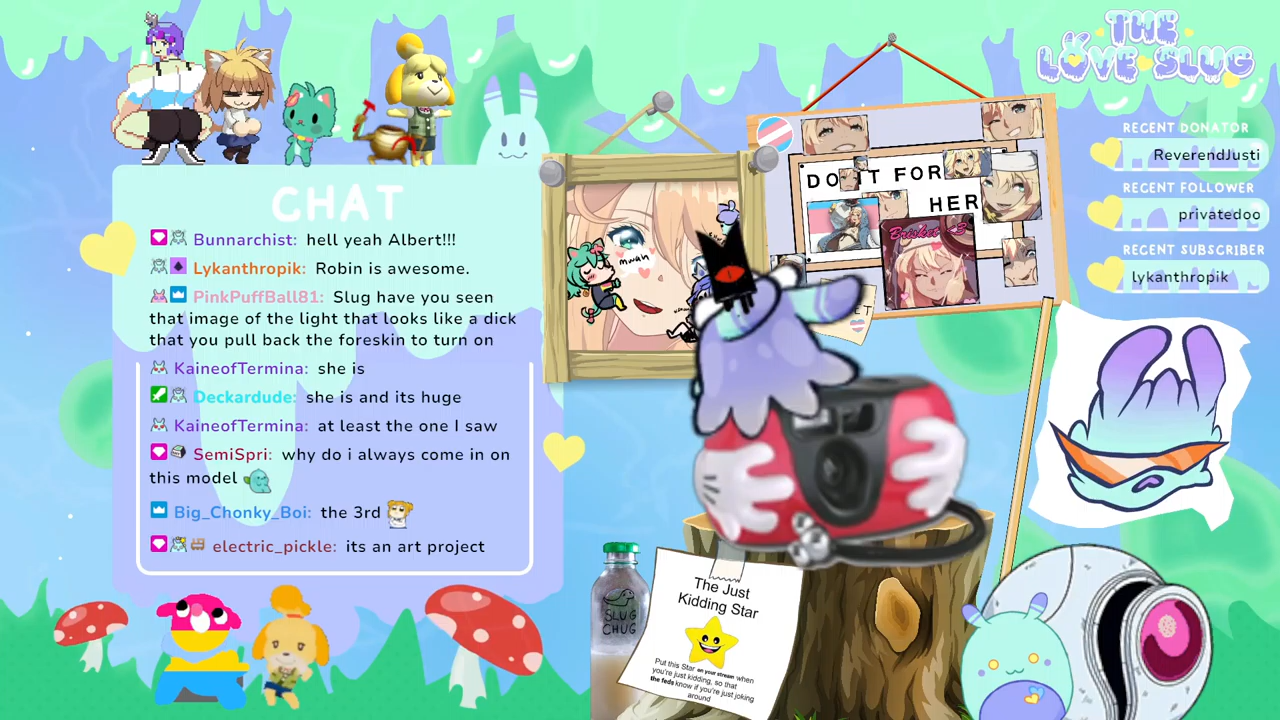 THE
LOVE SLUG
RECENT DONATOR
ReverendJusti
RECENT FOLLOWER
privatedoo
RECENT SUBSCRIBER
lykanthropik
CHAT
Bunnarchist: hell yeah Albert!!!
Lykanthropik: Robin is awesome.
PinkPuffBall81: Slug have you seen
that image of the light that looks like a dick
that you pull back the foreskin to turn on
KaineofTermina: she is
Deckardude: she is and its huge
KaineofTermina: at least the one I saw
SemiSpri: why do i always come in on
this model
Big_Chonky_Boi: the 3rd
electric_pickle: its an art project
mwah
DO IT FOR
HER
Brisket <3
SLUG
CHUG
The Just
Kidding Star
Put this Star on your stream when
you're just kidding, so that
the feds know if you're just joking
around